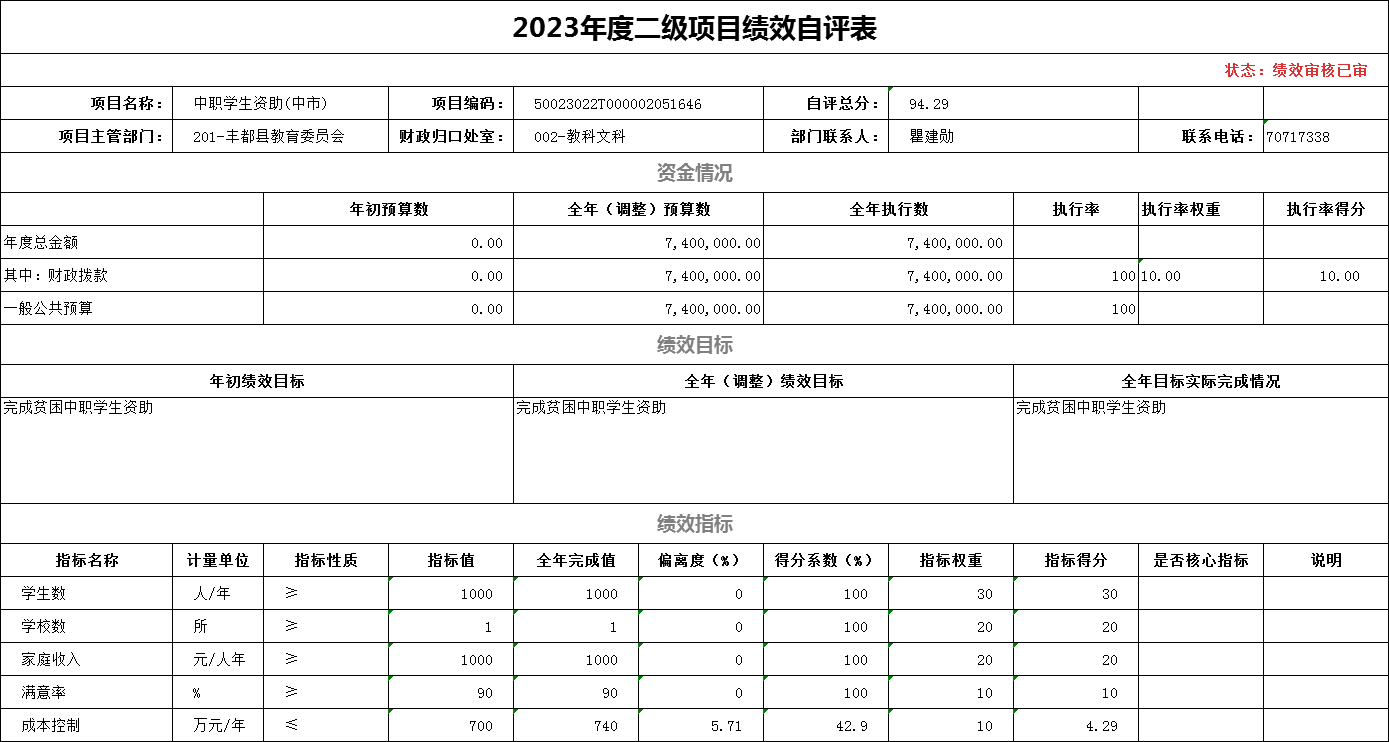 2023年度二级项目绩效自评表
状态：绩效审核已审
项目名称： 中职学生资助(中市) 项目编码： 50023022T000002051646 自评总分： 94.29
项目主管部门： 201-丰都县教育委员会 财政归口处室： 002-教科文科 部门联系人： 瞿建勋 联系电话： 70717338
资金情况
年初预算数 全年（调整）预算数 全年执行数 执行率 执行率权重 执行率得分
年度总金额 0.00 7,400,000.00 7,400,000.00
其中：财政拨款 0.00 7,400,000.00 7,400,000.00 100 10.00 10.00
一般公共预算 0.00 7,400,000.00 7,400,000.00 100
绩效目标
年初绩效目标 全年（调整）绩效目标 全年目标实际完成情况
完成贫困中职学生资助 完成贫困中职学生资助 完成贫困中职学生资助
绩效指标
指标名称 计量单位 指标性质 指标值 全年完成值 偏离度（%） 得分系数（%） 指标权重 指标得分 是否核心指标 说明
学生数 人/年 ≥ 1000 1000 0 100 30 30
学校数 所 ≥ 1 1 0 100 20 20
家庭收入 元/人年 ≥ 1000 1000 0 100 20 20
满意率 % ≥ 90 90 0 100 10 10
成本控制 万元/年 ≤ 700 740 5.71 42.9 10 4.29